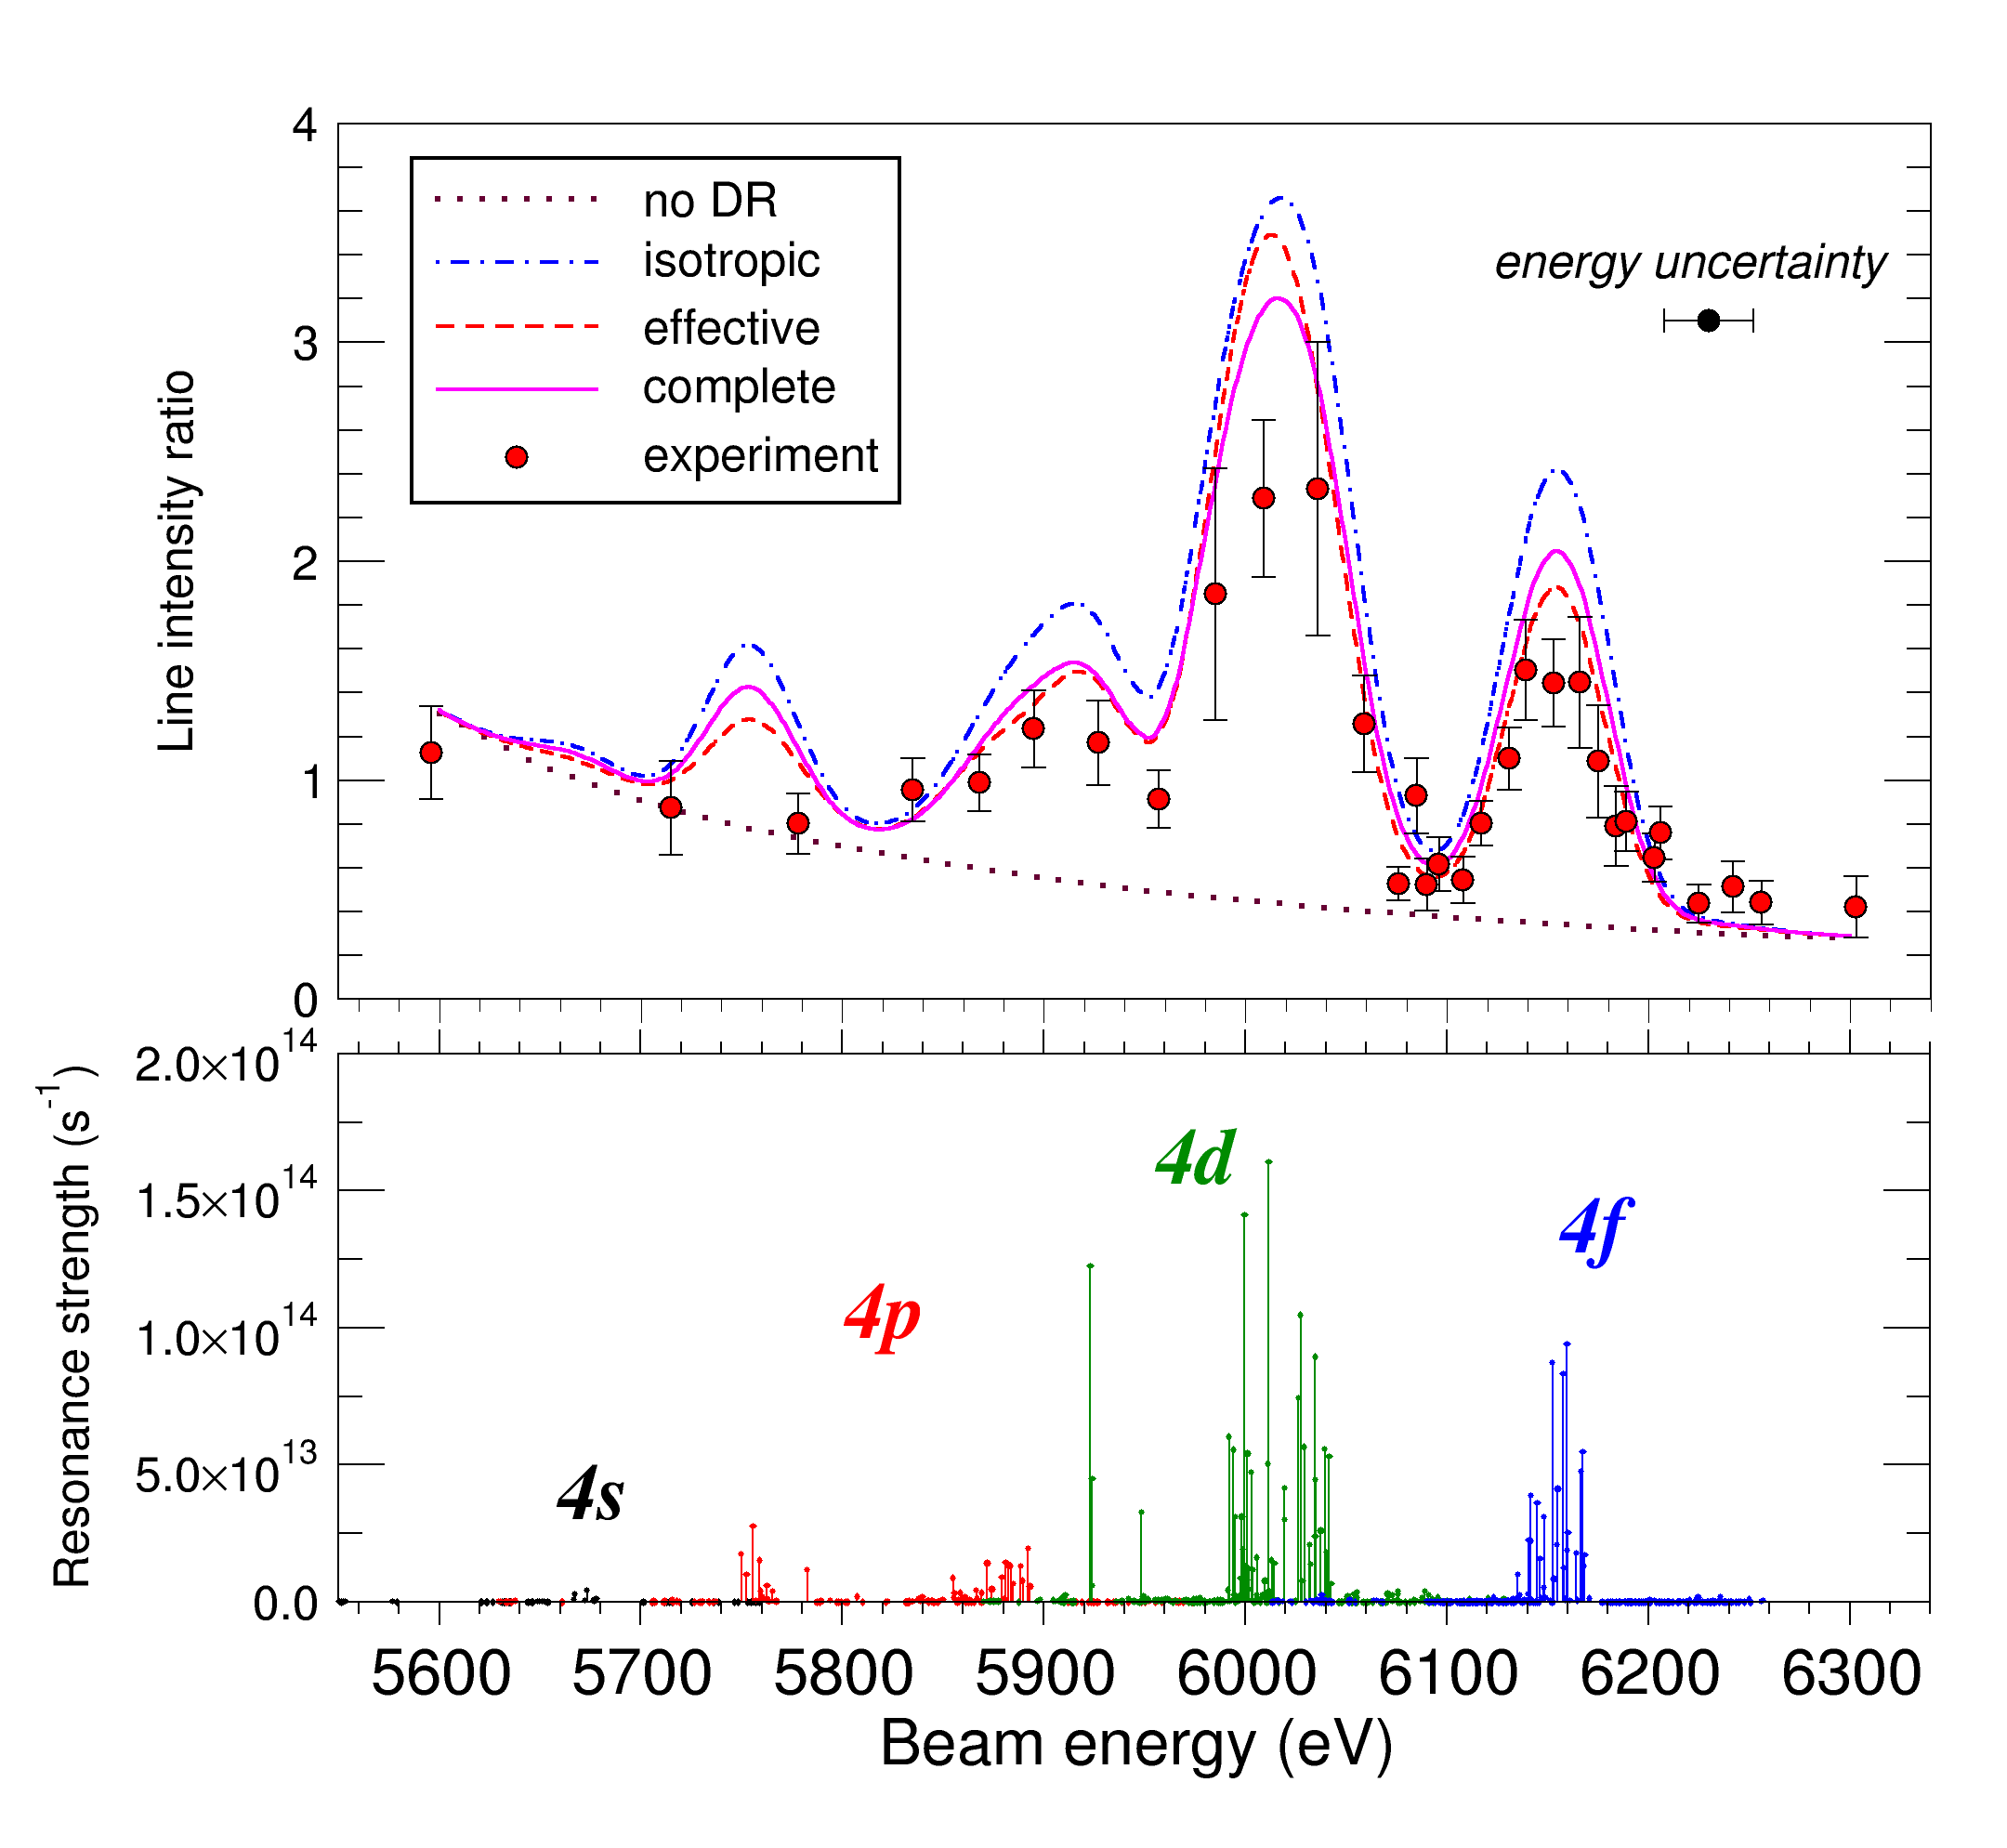 4
3
2
1
0
Line intensity ratio
no DR
isotropic
effective
complete
experiment
energy uncertainty
2.0×10^14
1.5×10^14
1.0×10^14
5.0×10^13
0.0
Resonance strength (s^-1)
4s
4p
4d
4f
5600 5700 5800 5900 6000 6100 6200 6300
Beam energy (eV)